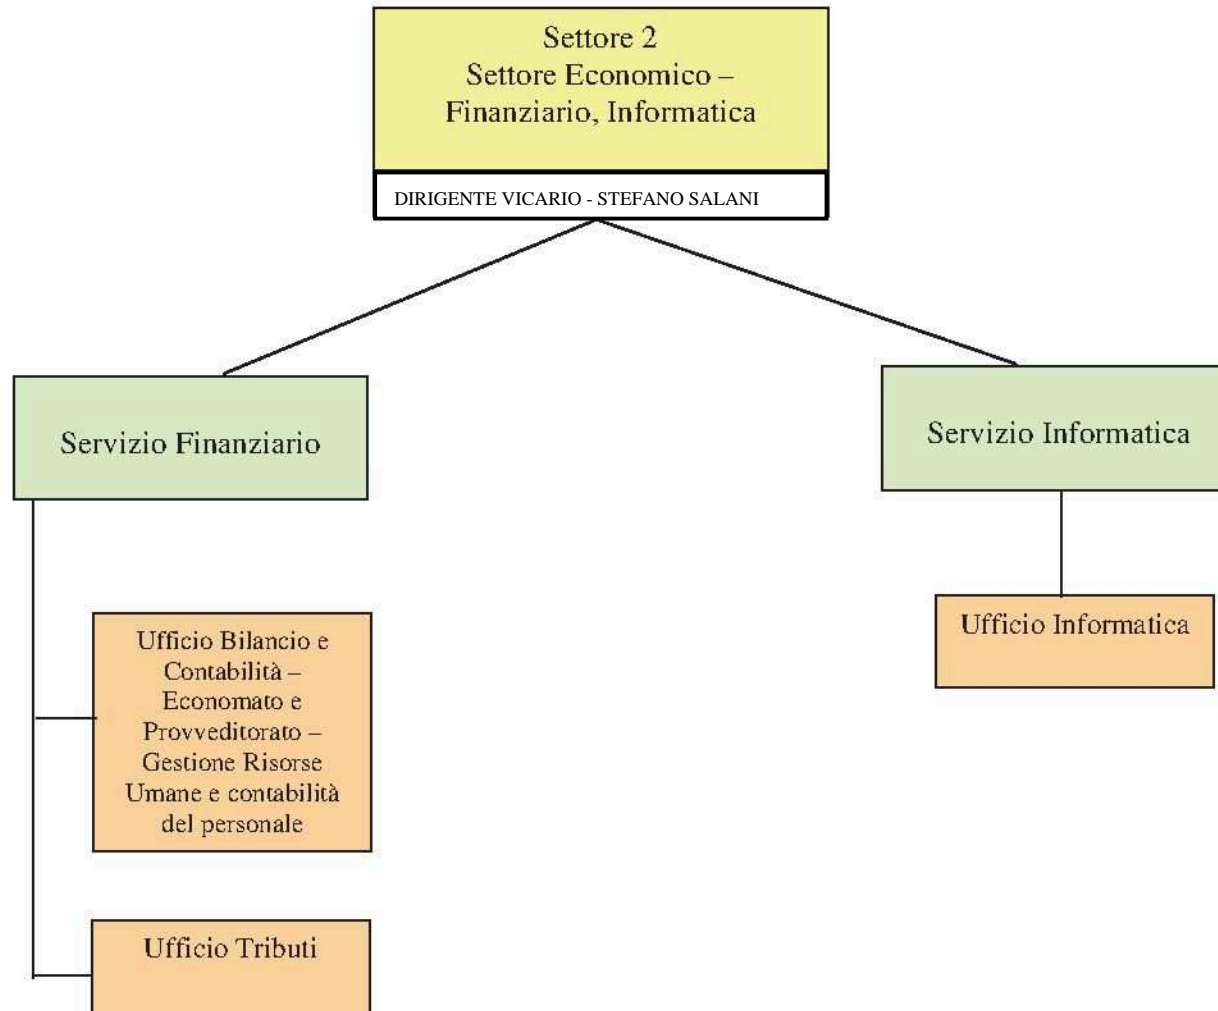 Settore 2
Settore Economico –
Finanziario, Informatica
DIRIGENTE VICARIO - STEFANO SALANI
Servizio Finanziario
Servizio Informatica
Ufficio Bilancio e
Contabilità –
Economato e
Provveditorato –
Gestione Risorse
Umane e contabilità
del personale
Ufficio Informatica
Ufficio Tributi